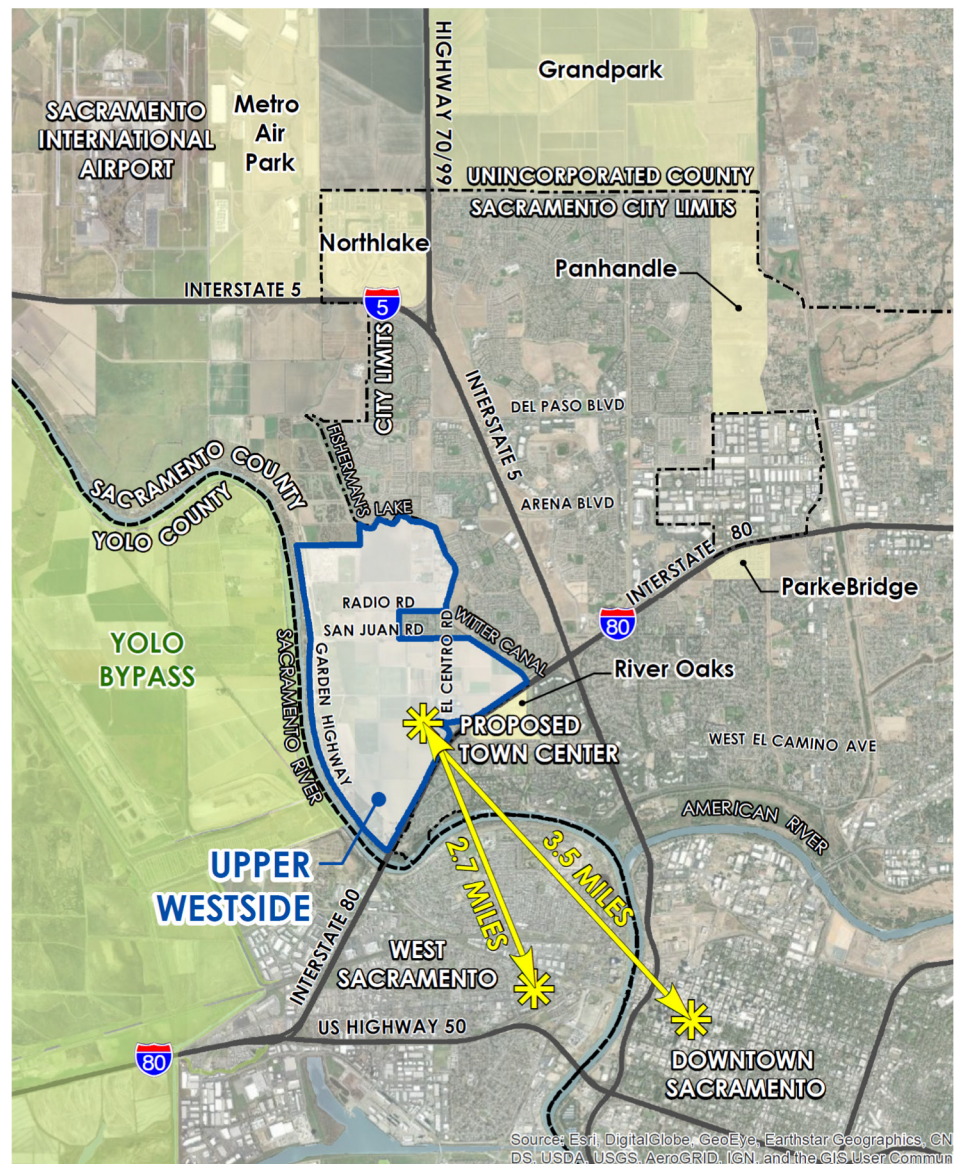 HIGHWAY 70/99
Grandpark
SACRAMENTO
INTERNATIONAL
AIRPORT
Metro
Air
Park
UNINCORPORATED COUNTY
SACRAMENTO CITY LIMITS
Northlake
Panhandle
INTERSTATE 5
5
CITY LIMITS
INTERSTATE 5
DEL PASO BLVD
FISHERMAN'S LAKE
SACRAMENTO COUNTY
YOLO COUNTY
ARENA BLVD
INTERSTATE 80
ParkeBridge
RADIO RD
SAN JUAN RD
EL CENTRO RD
WITTER CANAL
80
YOLO
BYPASS
SACRAMENTO RIVER
GARDEN HIGHWAY
River Oaks
PROPOSED
TOWN CENTER
WEST EL CAMINO AVE
AMERICAN RIVER
UPPER
WESTSIDE
2.7 MILES
3.5 MILES
INTERSTATE 80
WEST
SACRAMENTO
US HIGHWAY 50
80
DOWNTOWN
SACRAMENTO
Source: Esri, DigitalGlobe, GeoEye, Earthstar Geographics, CN
DS, USDA, USGS, AeroGRID, IGN, and the GIS User Commun